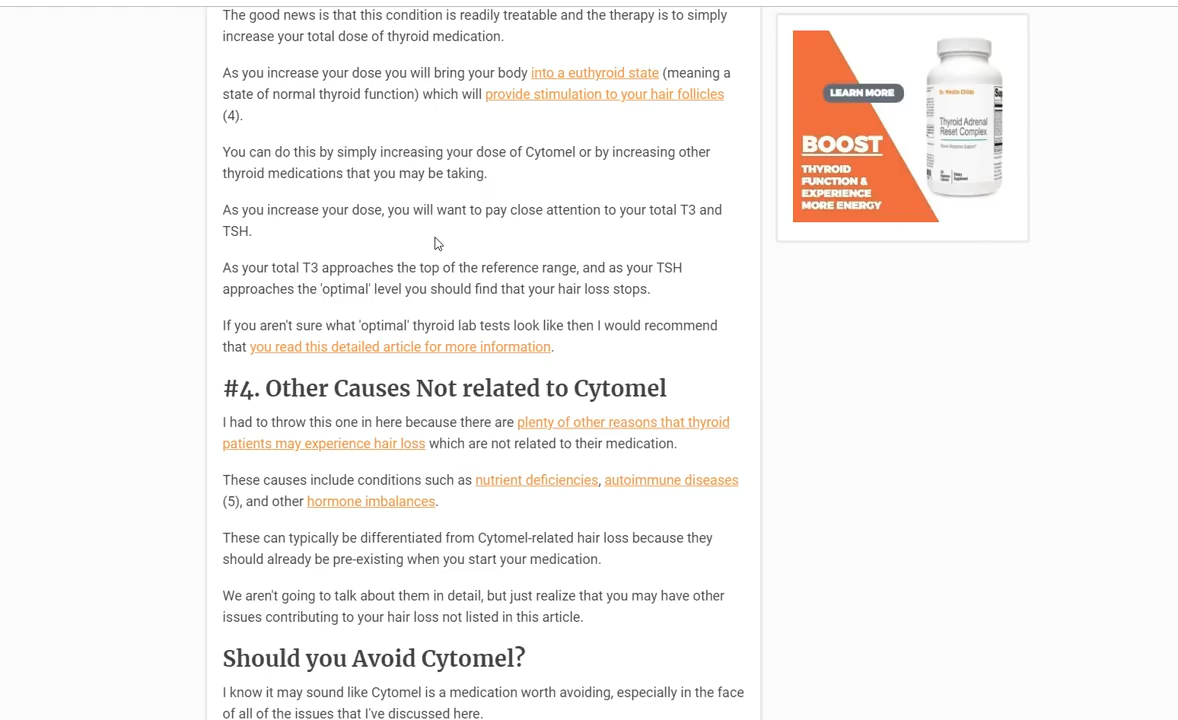 The good news is that this condition is readily treatable and the therapy is to simply
increase your total dose of thyroid medication.
As you increase your dose you will bring your body into a euthyroid state (meaning a
state of normal thyroid function) which will provide stimulation to your hair follicles
(4).
You can do this by simply increasing your dose of Cytomel or by increasing other
thyroid medications that you may be taking.
As you increase your dose, you will want to pay close attention to your total T3 and
TSH.
As your total T3 approaches the top of the reference range, and as your TSH
approaches the 'optimal' level you should find that your hair loss stops.
If you aren't sure what 'optimal' thyroid lab tests look like then I would recommend
that you read this detailed article for more information.
#4. Other Causes Not related to Cytomel
I had to throw this one in here because there are plenty of other reasons that thyroid
patients may experience hair loss which are not related to their medication.
These causes include conditions such as nutrient deficiencies, autoimmune diseases
(5), and other hormone imbalances.
These can typically be differentiated from Cytomel-related hair loss because they
should already be pre-existing when you start your medication.
We aren't going to talk about them in detail, but just realize that you may have other
issues contributing to your hair loss not listed in this article.
Should you Avoid Cytomel?
I know it may sound like Cytomel is a medication worth avoiding, especially in the face
of all of the issues that I've discussed here.
LEARN MORE
BOOST
THYROID
FUNCTION &
EXPERIENCE
MORE ENERGY
Dr. Westin Childs
Thyroid Adrenal
Reset Complex